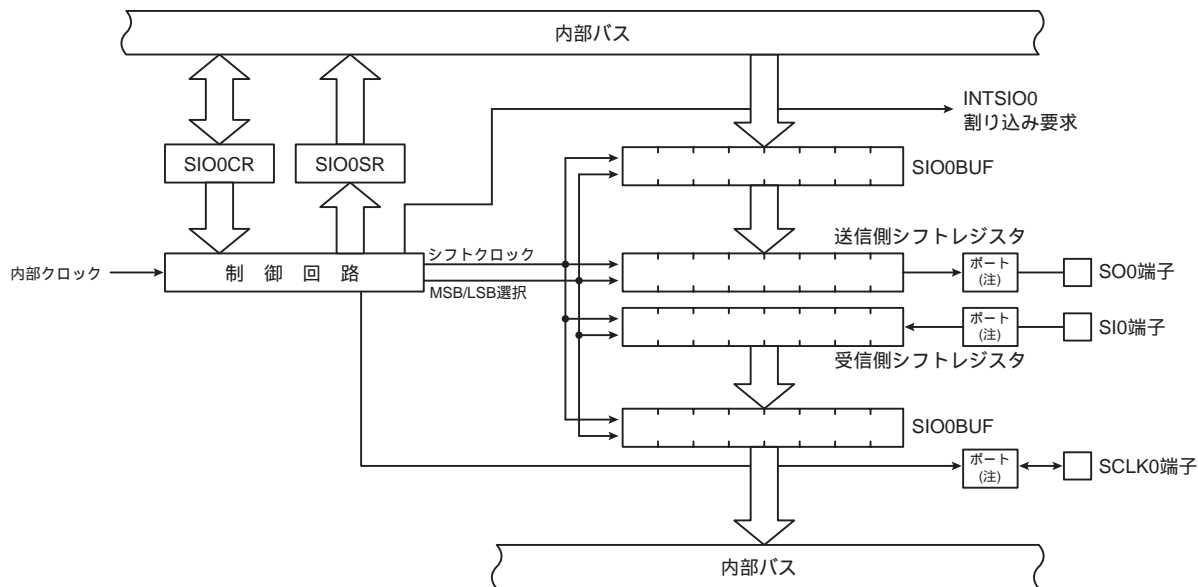 内部バス
INTSIO0
割り込み要求
SIO0CR
SIO0SR
SIO0BUF
送信側シフトレジスタ
シフトクロック
内部クロック
制 御 回 路
MSB/LSB選択
ポート
(注)
SO0端子
ポート
(注)
SI0端子
受信側シフトレジスタ
SIO0BUF
ポート
(注)
SCLK0端子
内部バス